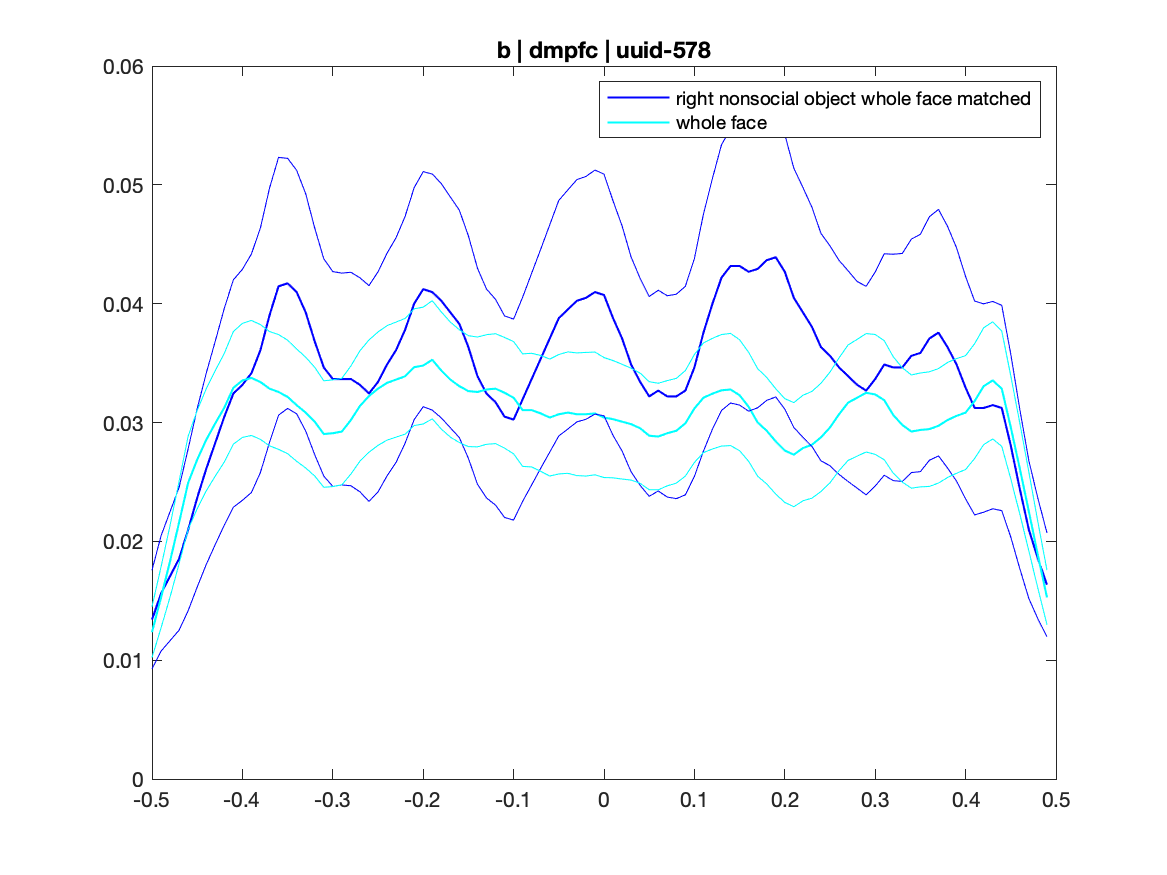 b | dmpfc | uuid-578
0.06
right nonsocial object whole face matched
whole face
0.05
0.04
0.03
0.02
0.01
0
-0.5 -0.4 -0.3 -0.2 -0.1 0 0.1 0.2 0.3 0.4 0.5